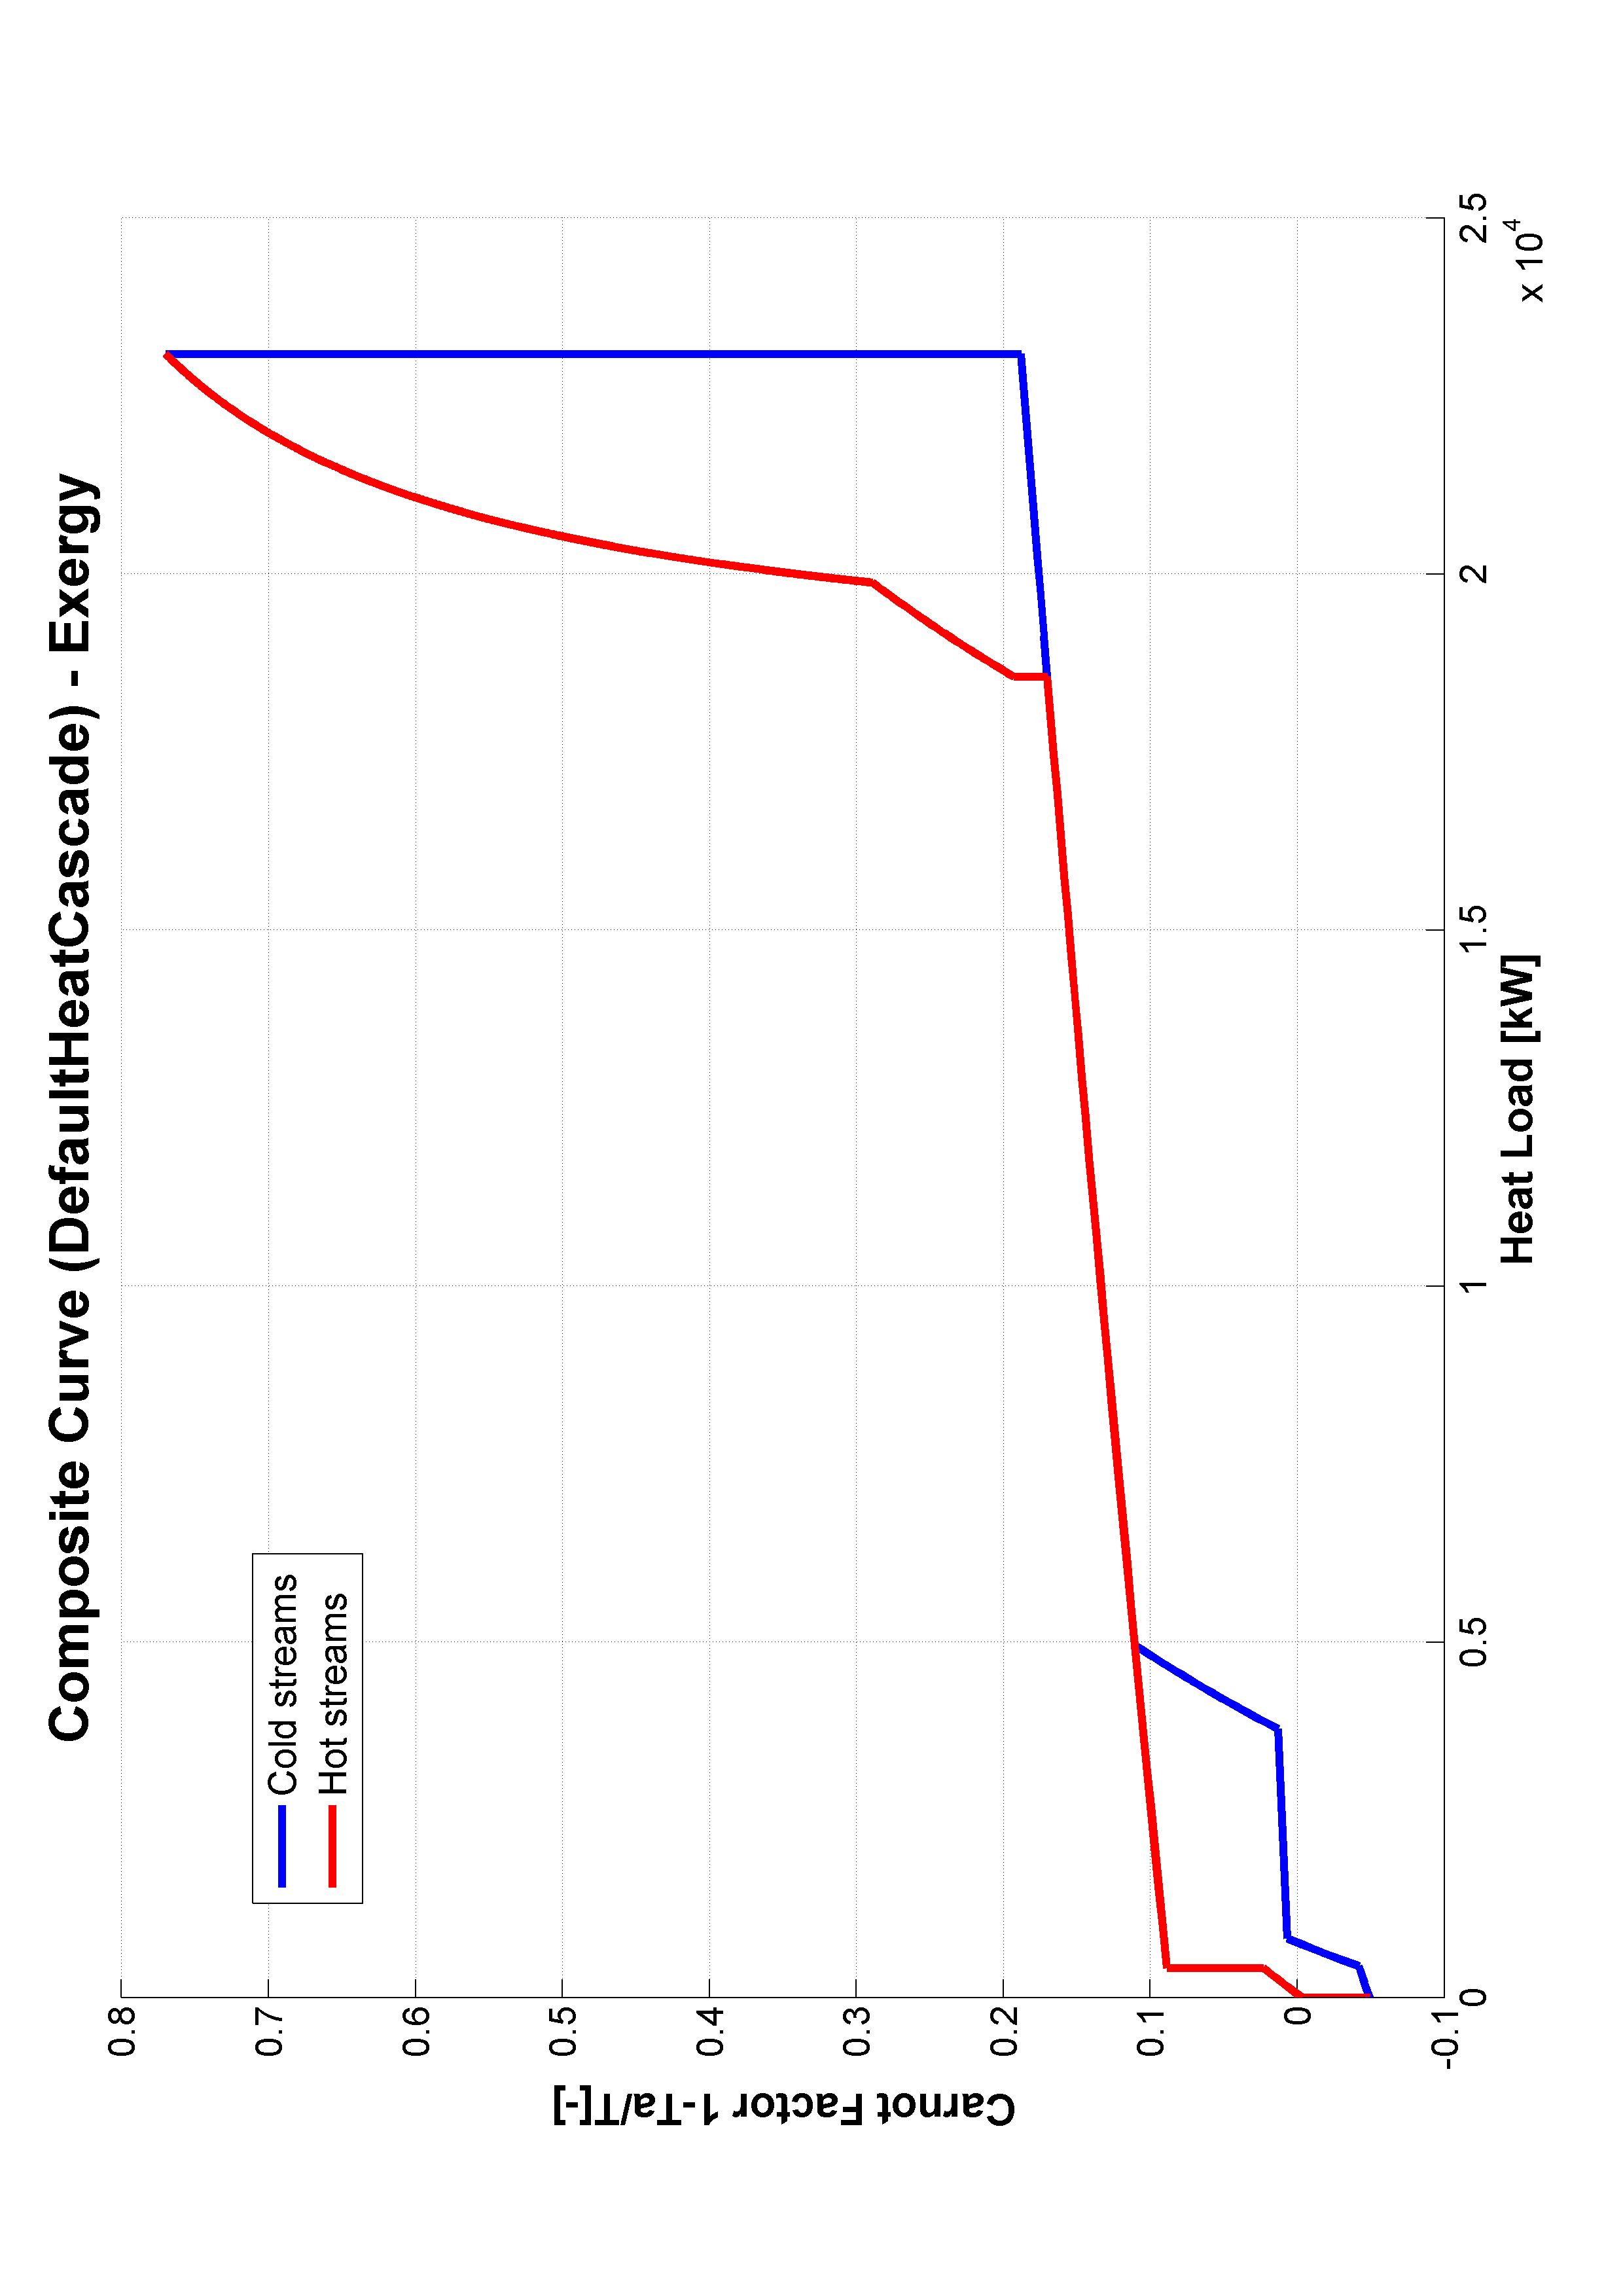 Composite Curve (DefaultHeatCascade) - Exergy
Cold streams
Hot streams
Carnot Factor 1-Ta/T[-]
0.8
0.7
0.6
0.5
0.4
0.3
0.2
0.1
0
-0.1
0
0.5
1
1.5
2
2.5
x 10^4
Heat Load [kW]